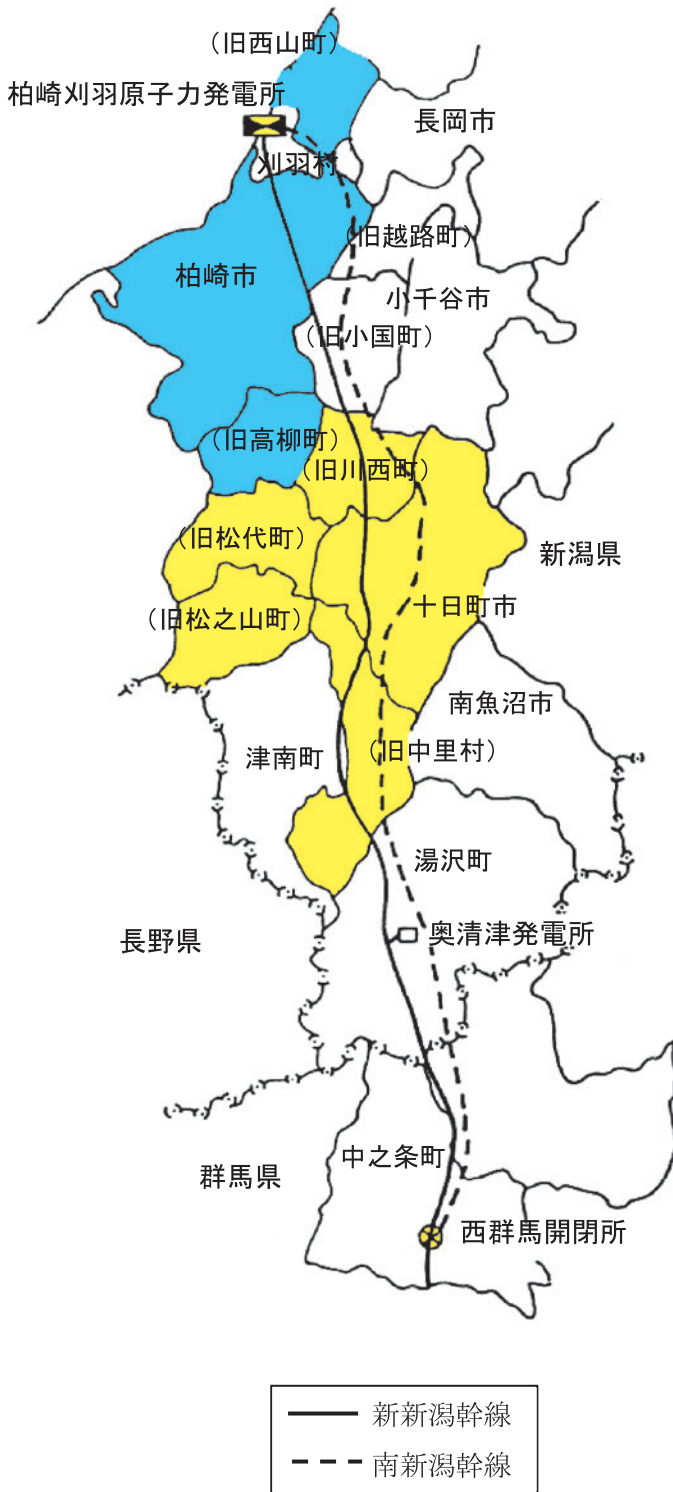 （旧西山町）
柏崎刈羽原子力発電所
長岡市
刈羽村
（旧越路町）
柏崎市
小千谷市
（旧小国町）
（旧高柳町）
（旧川西町）
（旧松代町）
新潟県
（旧松之山町）
十日町市
南魚沼市
津南町
（旧中里村）
湯沢町
長野県
奥清津発電所
中之条町
群馬県
西群馬開閉所
新新潟幹線
南新潟幹線